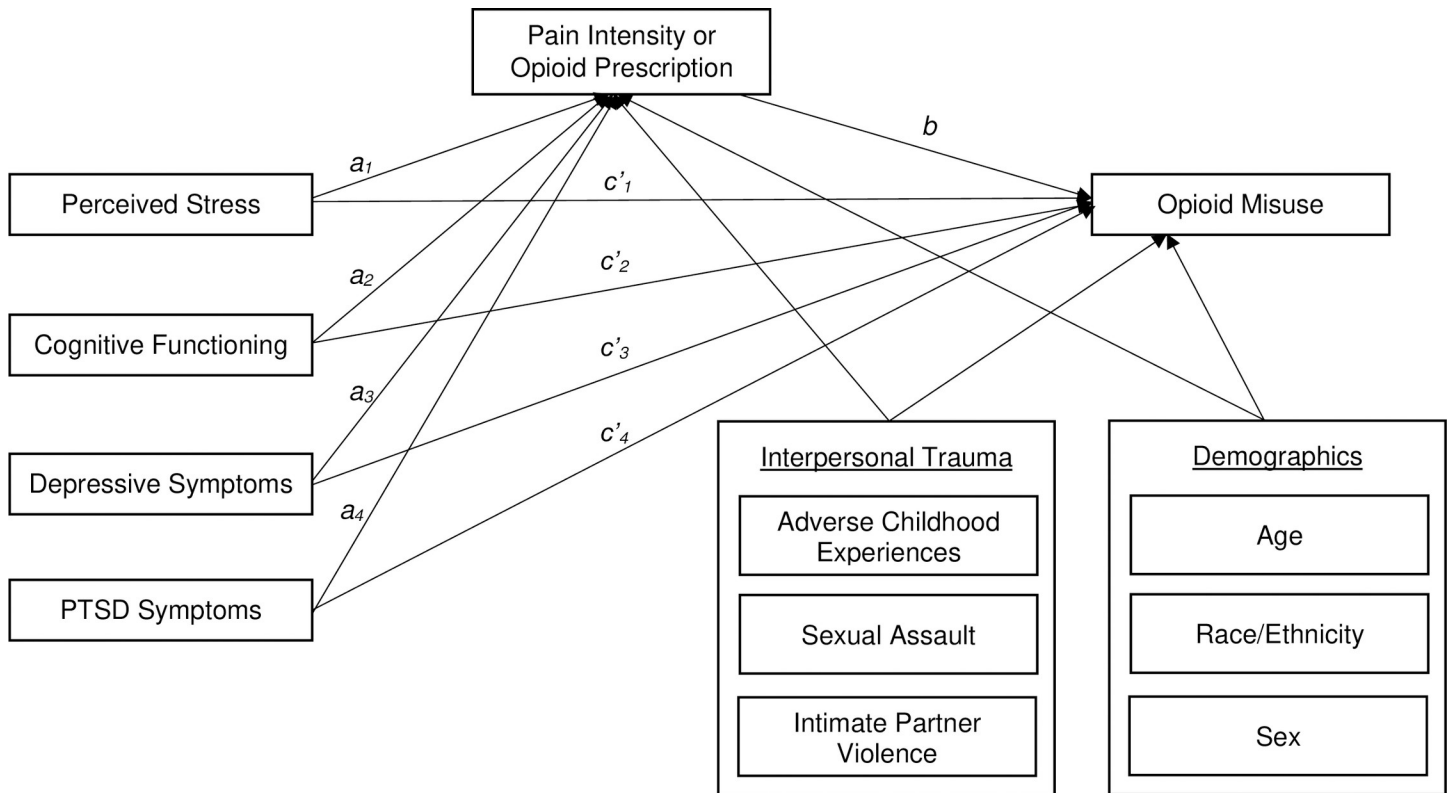 Pain Intensity or
Opioid Prescription
b
a1
Perceived Stress
c'1
Opioid Misuse
a2
c'2
Cognitive Functioning
c'3
a3
c'4
Depressive Symptoms
a4
PTSD Symptoms
Interpersonal Trauma
Adverse Childhood
Experiences
Sexual Assault
Intimate Partner
Violence
Demographics
Age
Race/Ethnicity
Sex